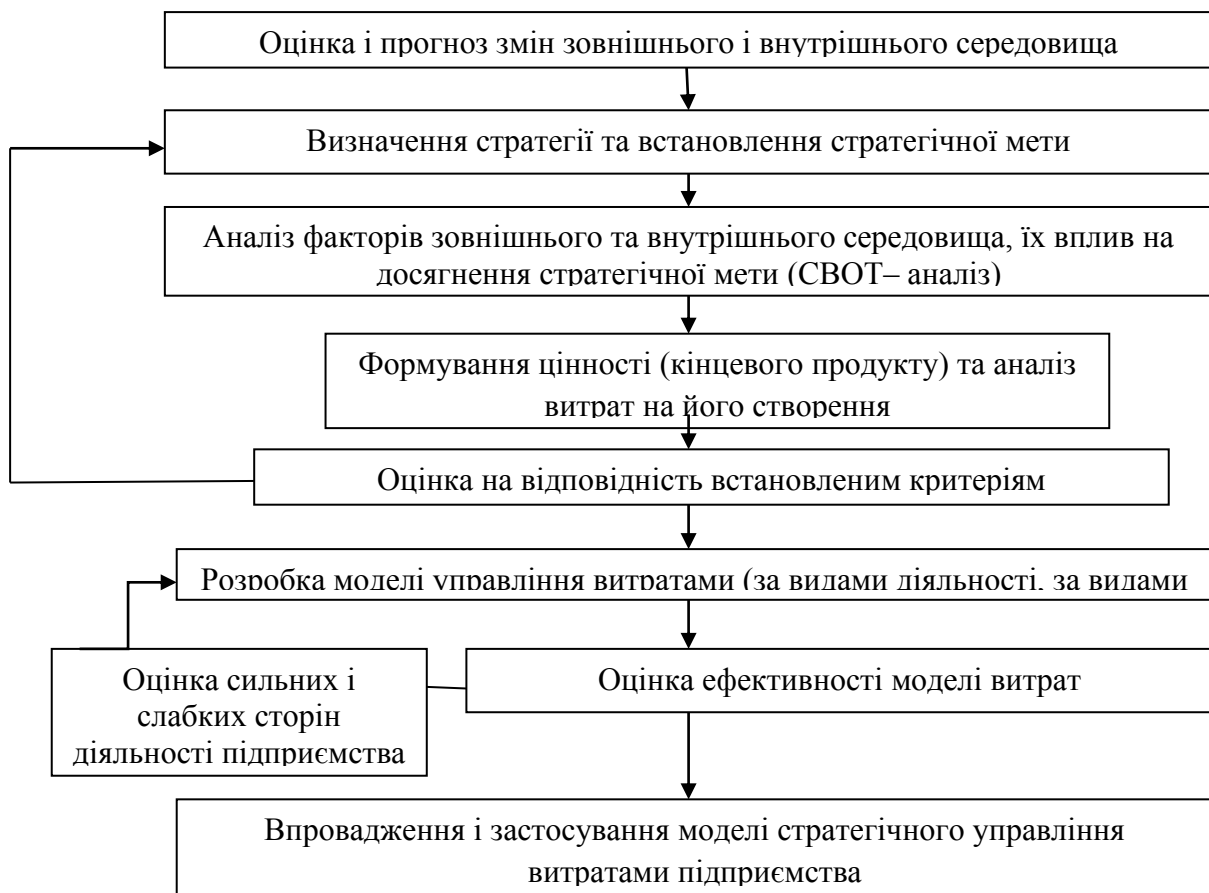 Оцінка і прогноз змін зовнішнього і внутрішнього середовища
Визначення стратегії та встановлення стратегічної мети
Аналіз факторів зовнішнього та внутрішнього середовища, їх вплив на
досягнення стратегічної мети (СВОТ– аналіз)
Формування цінності (кінцевого продукту) та аналіз
витрат на його створення
Оцінка на відповідність встановленим критеріям
Розробка моделі управління витратами (за видами діяльності, за видами
Оцінка сильних і
слабких сторін
діяльності підприємства
Оцінка ефективності моделі витрат
Впровадження і застосування моделі стратегічного управління
витратами підприємства